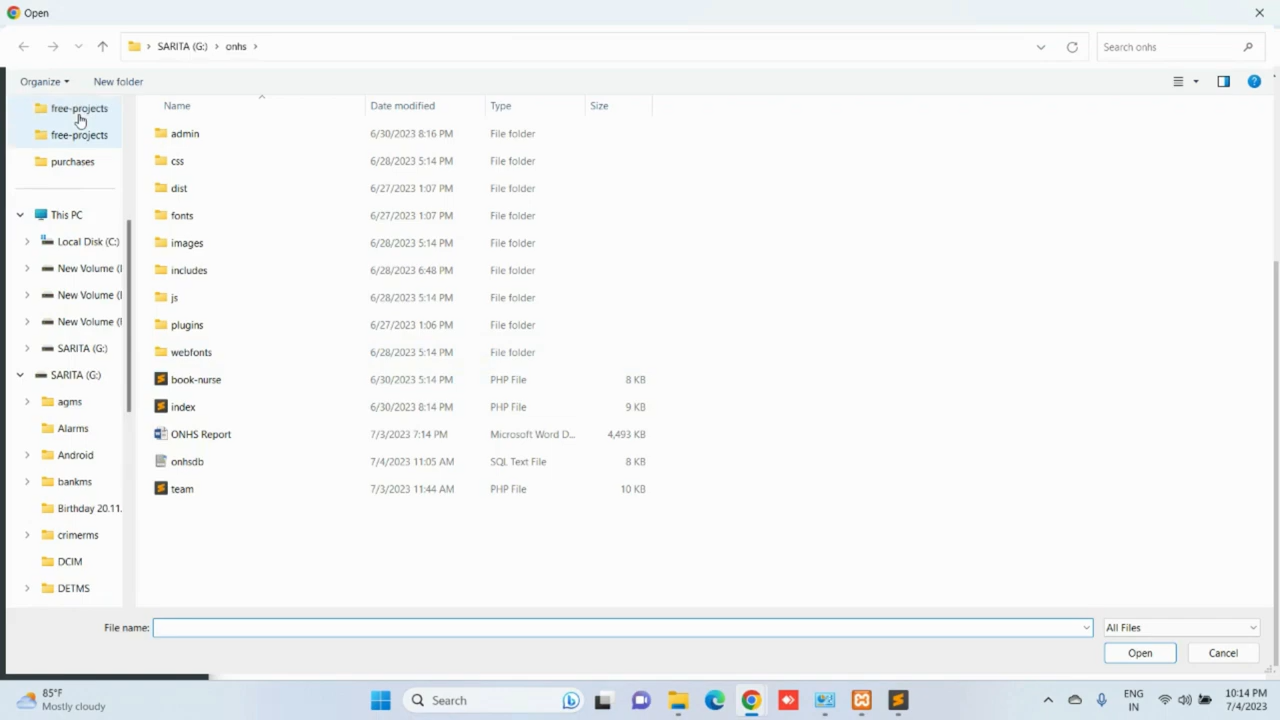 Open
SARITA (G:) > onhs >
Search onhs
Organize
New folder
free-projects
free-projects
purchases
This PC
Local Disk (C:)
New Volume (
New Volume (
New Volume (
SARITA (G:)
SARITA (G:)
agms
Alarms
Android
bankms
Birthday 20.11.
crimerms
DCIM
DETMS
Name Date modified Type Size
admin 6/30/2023 8:16 PM File folder
css 6/28/2023 5:14 PM File folder
dist 6/27/2023 1:07 PM File folder
fonts 6/27/2023 1:07 PM File folder
images 6/28/2023 5:14 PM File folder
includes 6/28/2023 6:48 PM File folder
js 6/28/2023 5:14 PM File folder
plugins 6/27/2023 1:06 PM File folder
webfonts 6/28/2023 5:14 PM File folder
book-nurse 6/30/2023 5:14 PM PHP File 8 KB
index 6/30/2023 8:14 PM PHP File 9 KB
ONHS Report 7/3/2023 7:14 PM Microsoft Word D... 4,493 KB
onhsdb 7/4/2023 11:05 AM SQL Text File 8 KB
team 7/3/2023 11:44 AM PHP File 10 KB
File name:
All Files
Open
Cancel
85°F
Mostly cloudy
Search
ENG
IN
10:14 PM
7/4/2023